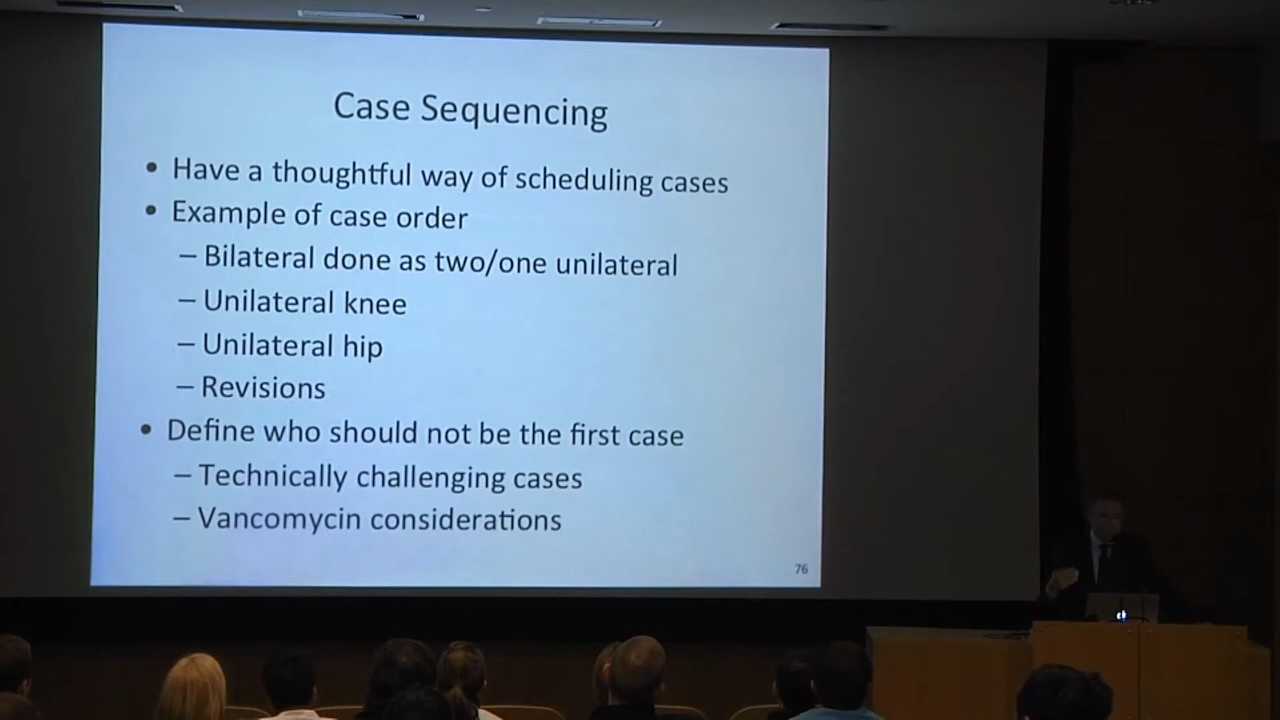 Case Sequencing
• Have a thoughtful way of scheduling cases
• Example of case order
– Bilateral done as two/one unilateral
– Unilateral knee
– Unilateral hip
– Revisions
• Define who should not be the first case
– Technically challenging cases
– Vancomycin considerations
76